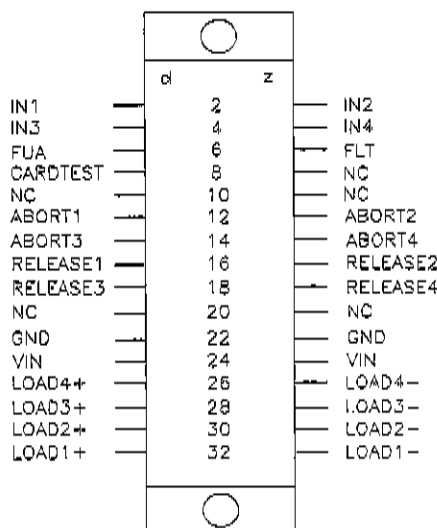 d z
IN1 2 IN2
IN3 4 IN4
FUA 6 FLT
CARDTEST 8 NC
NC 10 NC
ABORT1 12 ABORT2
ABORT3 14 ABORT4
RELEASE1 16 RELEASE2
RELEASE3 18 RELEASE4
NC 20 NC
GND 22 GND
VIN 24 VIN
LOAD4+ 26 LOAD4-
LOAD3+ 28 LOAD3-
LOAD2+ 30 LOAD2-
LOAD1+ 32 LOAD1-